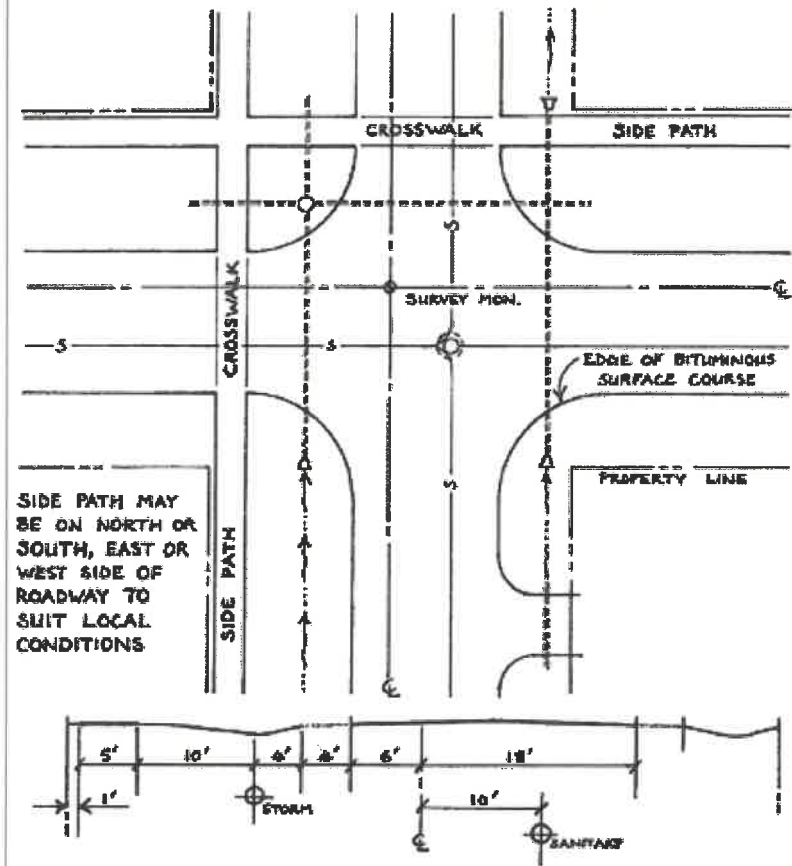 CROSSWALK
SIDE PATH
S
SURVEY MON.
℄
CROSSWALK
S
S
EDGE OF BITUMINOUS
SURFACE COURSE
S
PROPERTY LINE
SIDE PATH MAY
BE ON NORTH OR
SOUTH, EAST OR
WEST SIDE OF
ROADWAY TO
SUIT LOCAL
CONDITIONS
SIDE PATH
℄
5'
10'
4'
6'
1'
STORM
10'
℄
SANITARY